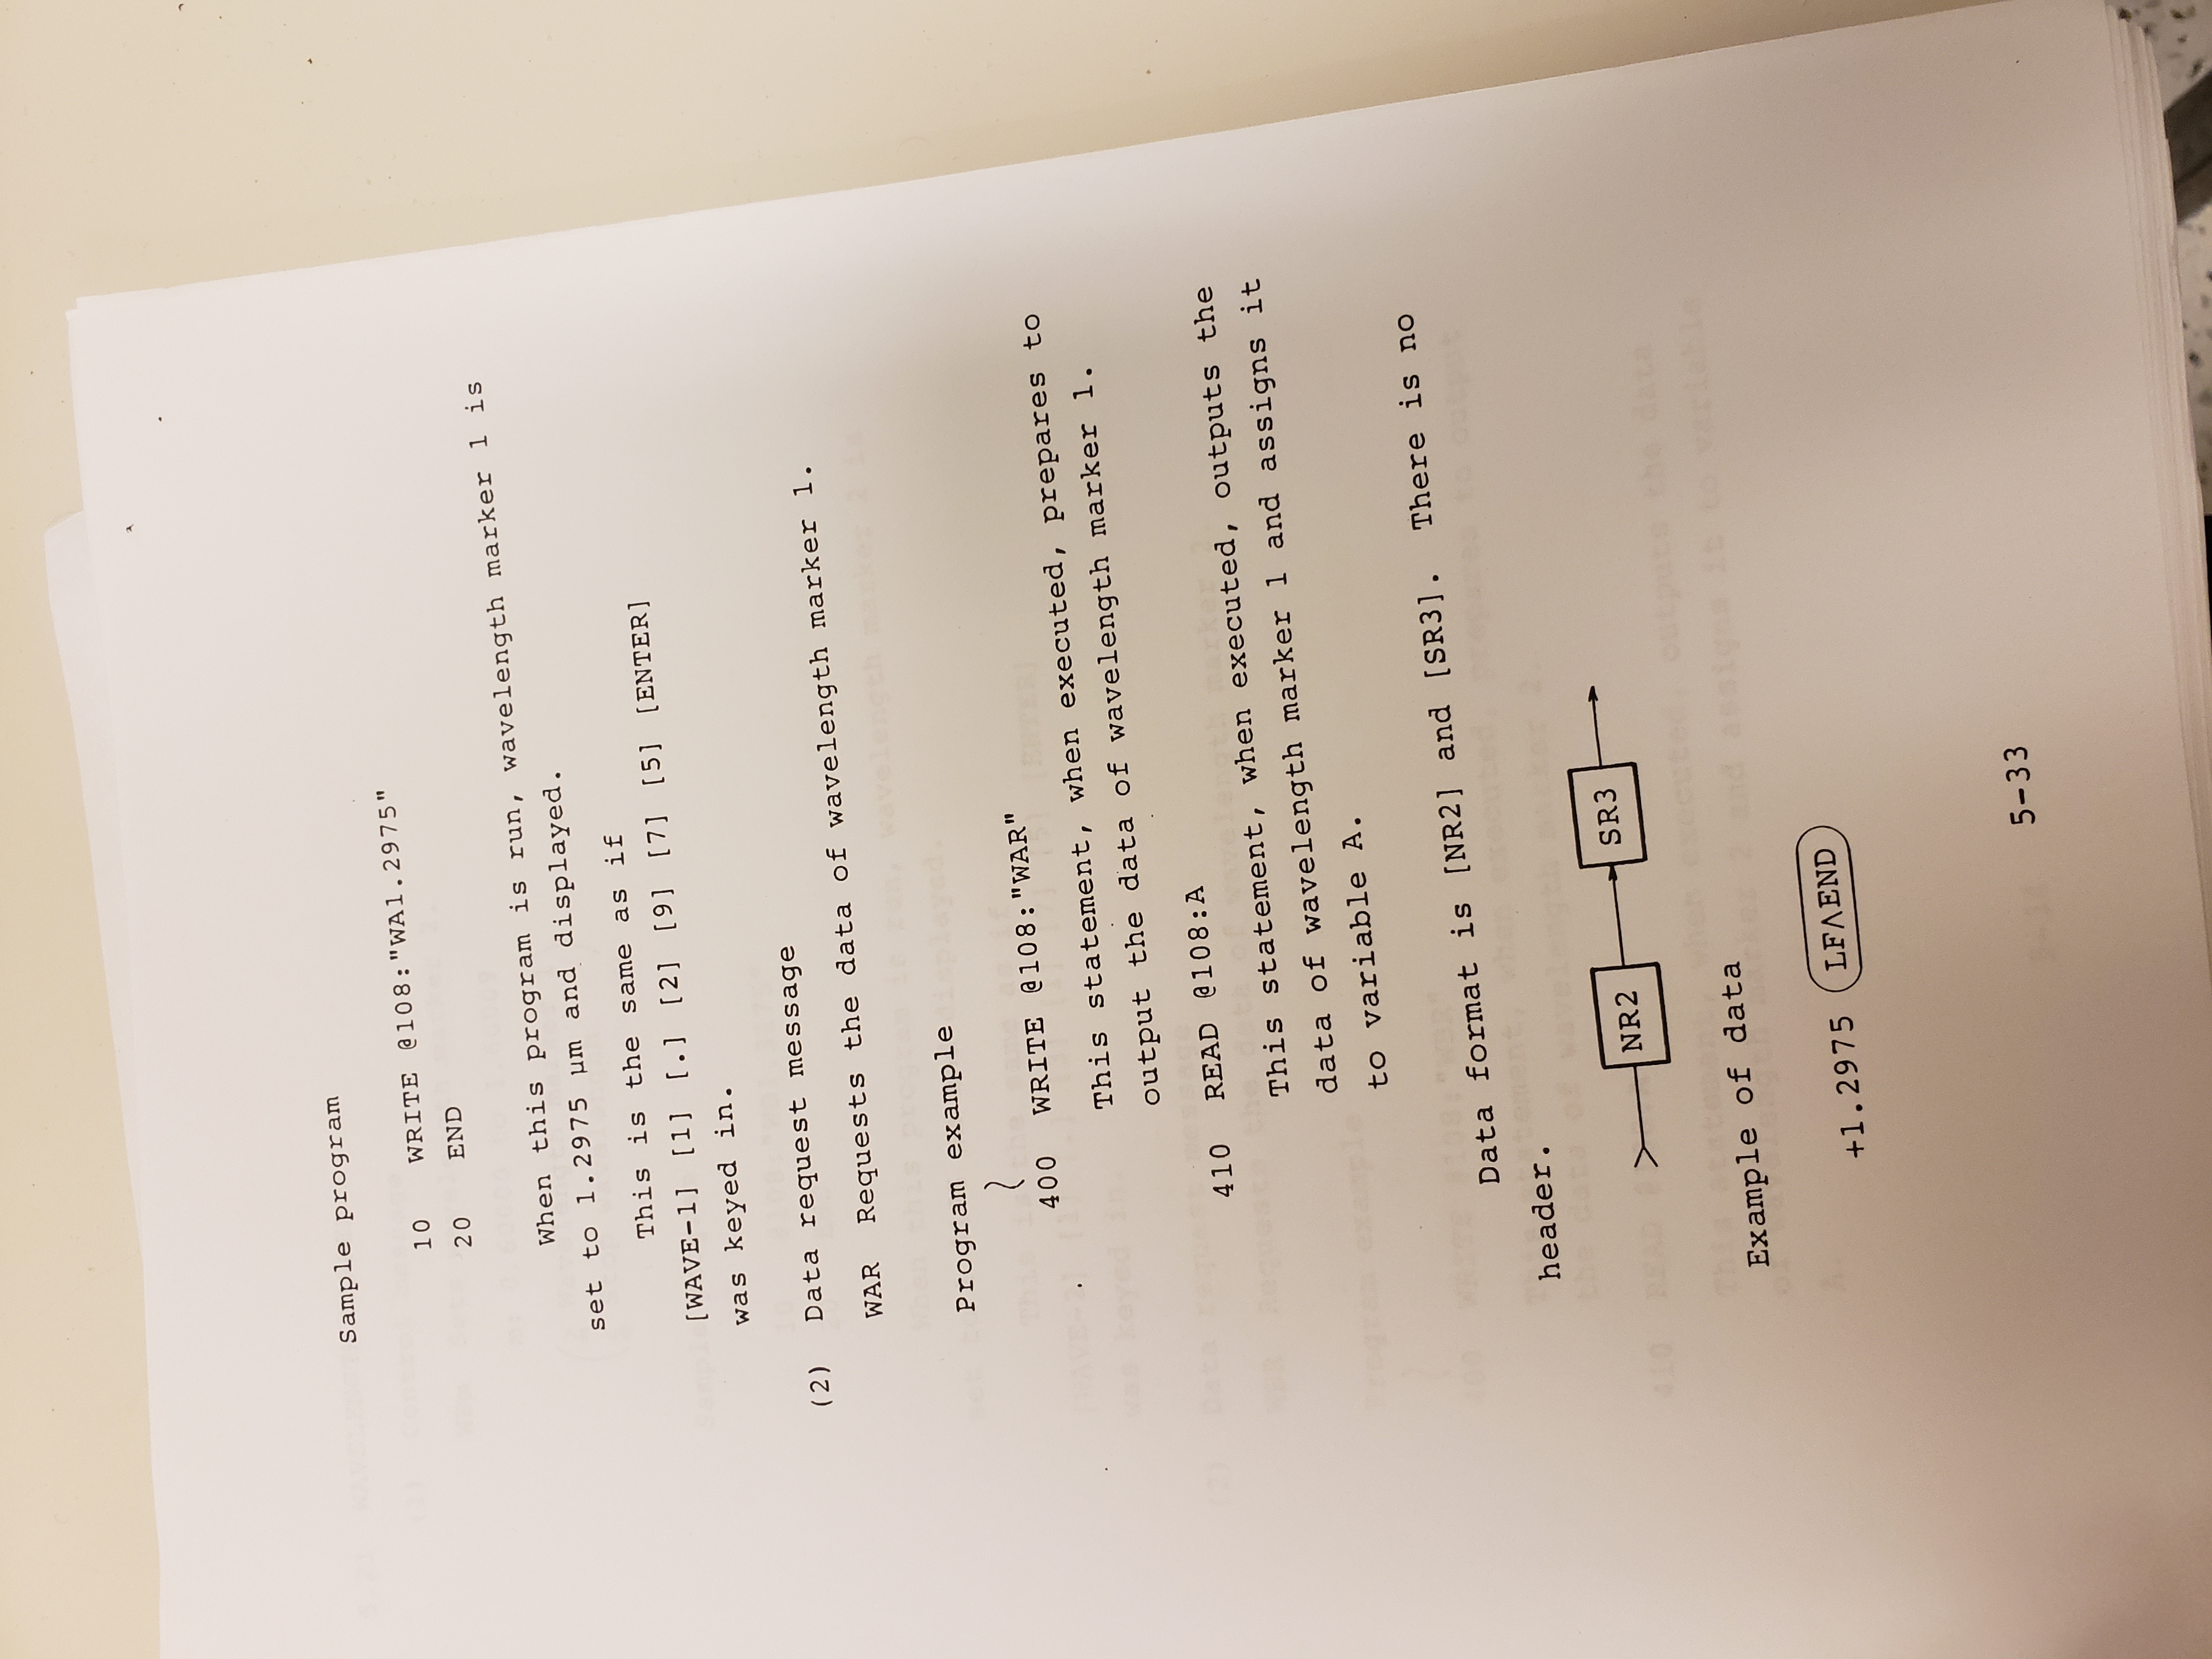 Sample program
10 WRITE @108:"WA1.2975"
20 END
When this program is run, wavelength marker 1 is
set to 1.2975 µm and displayed.
This is the same as if
[WAVE-1] [1] [.] [2] [9] [7] [5] [ENTER]
was keyed in.
(2) Data request message
WAR Requests the data of wavelength marker 1.
Program example
400 WRITE @108:"WAR"
This statement, when executed, prepares to
output the data of wavelength marker 1.
410 READ @108:A
This statement, when executed, outputs the
data of wavelength marker 1 and assigns it
to variable A.
Data format is [NR2] and [SR3]. There is no
header.
NR2 SR3
Example of data
+1.2975 LF∧END
5-33